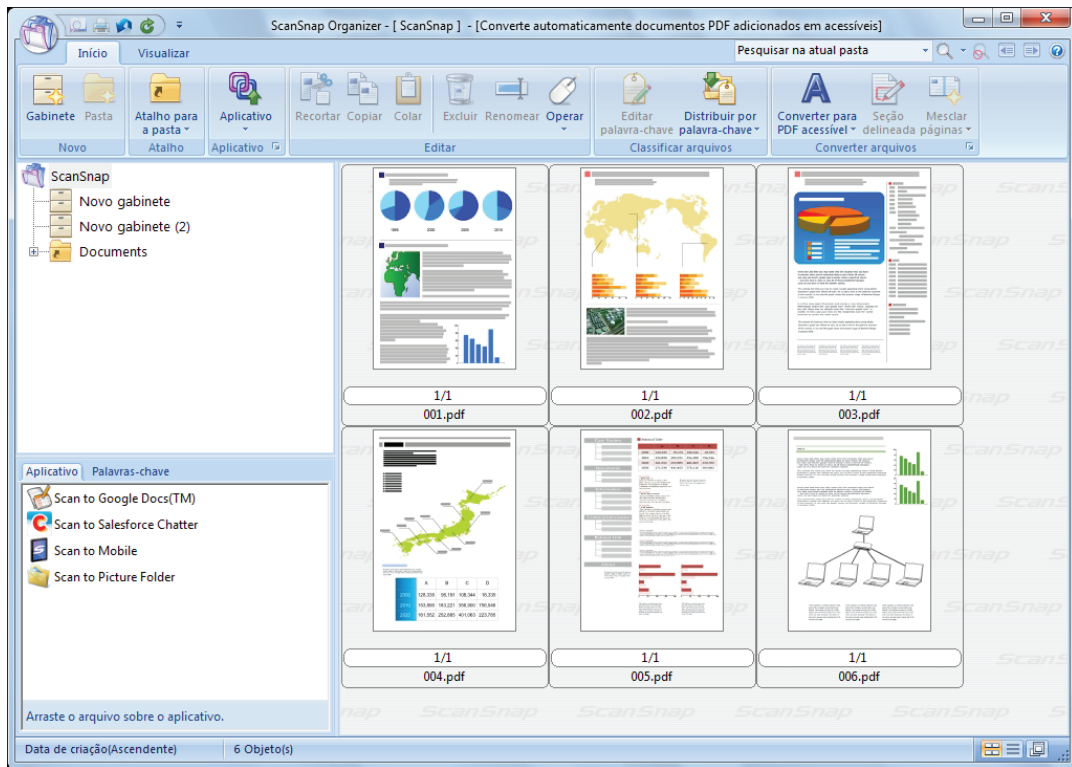 ScanSnap Organizer - [ ScanSnap ] - [Converte automaticamente documentos PDF adicionados em acessíveis]
Início Visualizar Pesquisar na atual pasta
Gabinete Pasta Atalho para a pasta Aplicativo Recortar Copiar Colar Excluir Renomear Operar Editar palavra-chave Distribuir por palavra-chave Converter para PDF acessível Seção delineada Mesclar páginas
Novo Atalho Aplicativo Editar Classificar arquivos Converter arquivos
ScanSnap
Novo gabinete
Novo gabinete (2)
Documents
1/1 1/1 1/1
001.pdf 002.pdf 003.pdf
Aplicativo Palavras-chave
Scan to Google Docs(TM)
Scan to Salesforce Chatter
Scan to Mobile
Scan to Picture Folder
A B C D
1/1 1/1 1/1
004.pdf 005.pdf 006.pdf
Arraste o arquivo sobre o aplicativo.
ScanSnap ScanSnap ScanSnap
Data de criação(Ascendente) 6 Objeto(s)